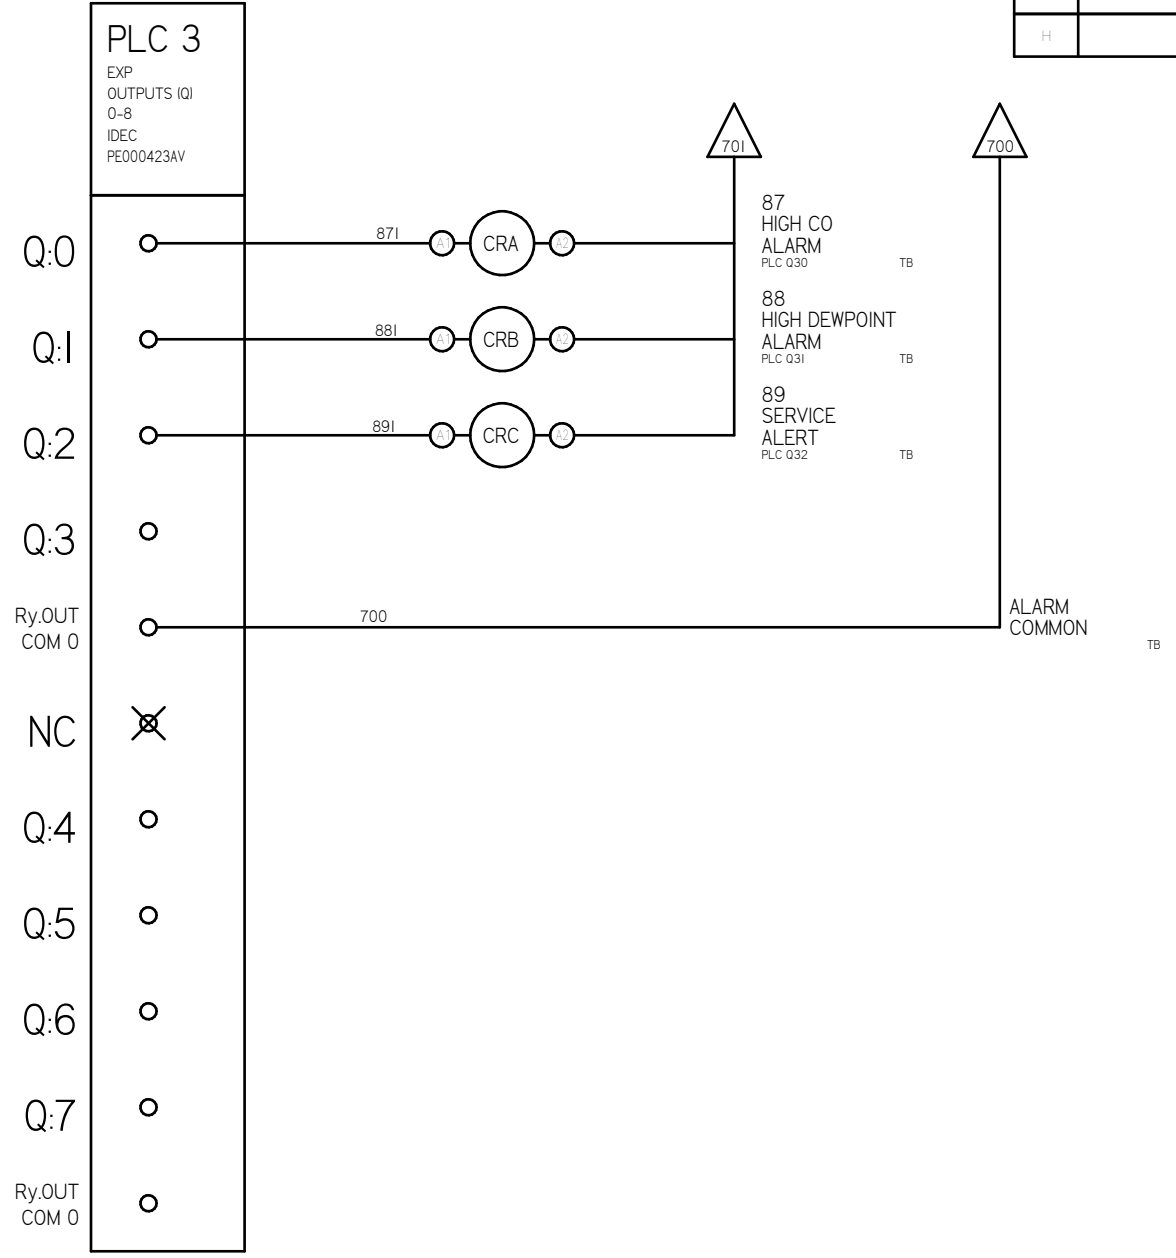 PLC 3
EXP
OUTPUTS (Q)
0-8
IDEC
PE000423AV
H
701
700
Q:0
871
A1
CRA
A2
87
HIGH CO
ALARM
PLC Q30
TB
Q:1
881
A1
CRB
A2
88
HIGH DEWPOINT
ALARM
PLC Q31
TB
Q:2
891
A1
CRC
A2
89
SERVICE
ALERT
PLC Q32
TB
Q:3
Ry.OUT
COM 0
700
ALARM
COMMON
TB
NC
Q:4
Q:5
Q:6
Q:7
Ry.OUT
COM 0